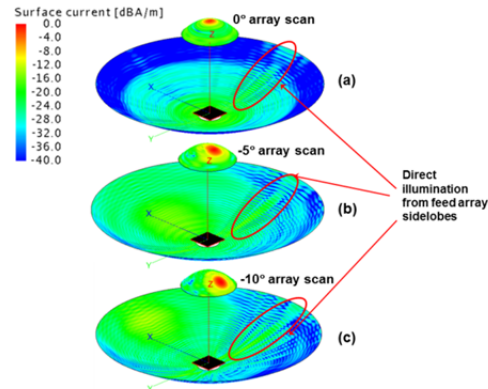 Surface current [dBA/m]
0.0
-4.0
-8.0
-12.0
-16.0
-20.0
-24.0
-28.0
-32.0
-36.0
-40.0
0° array scan
Z
X
Y
(a)
-5° array scan
Z
X
Y
(b)
Direct
illumination
from feed array
sidelobes
-10° array scan
Z
X
Y
(c)